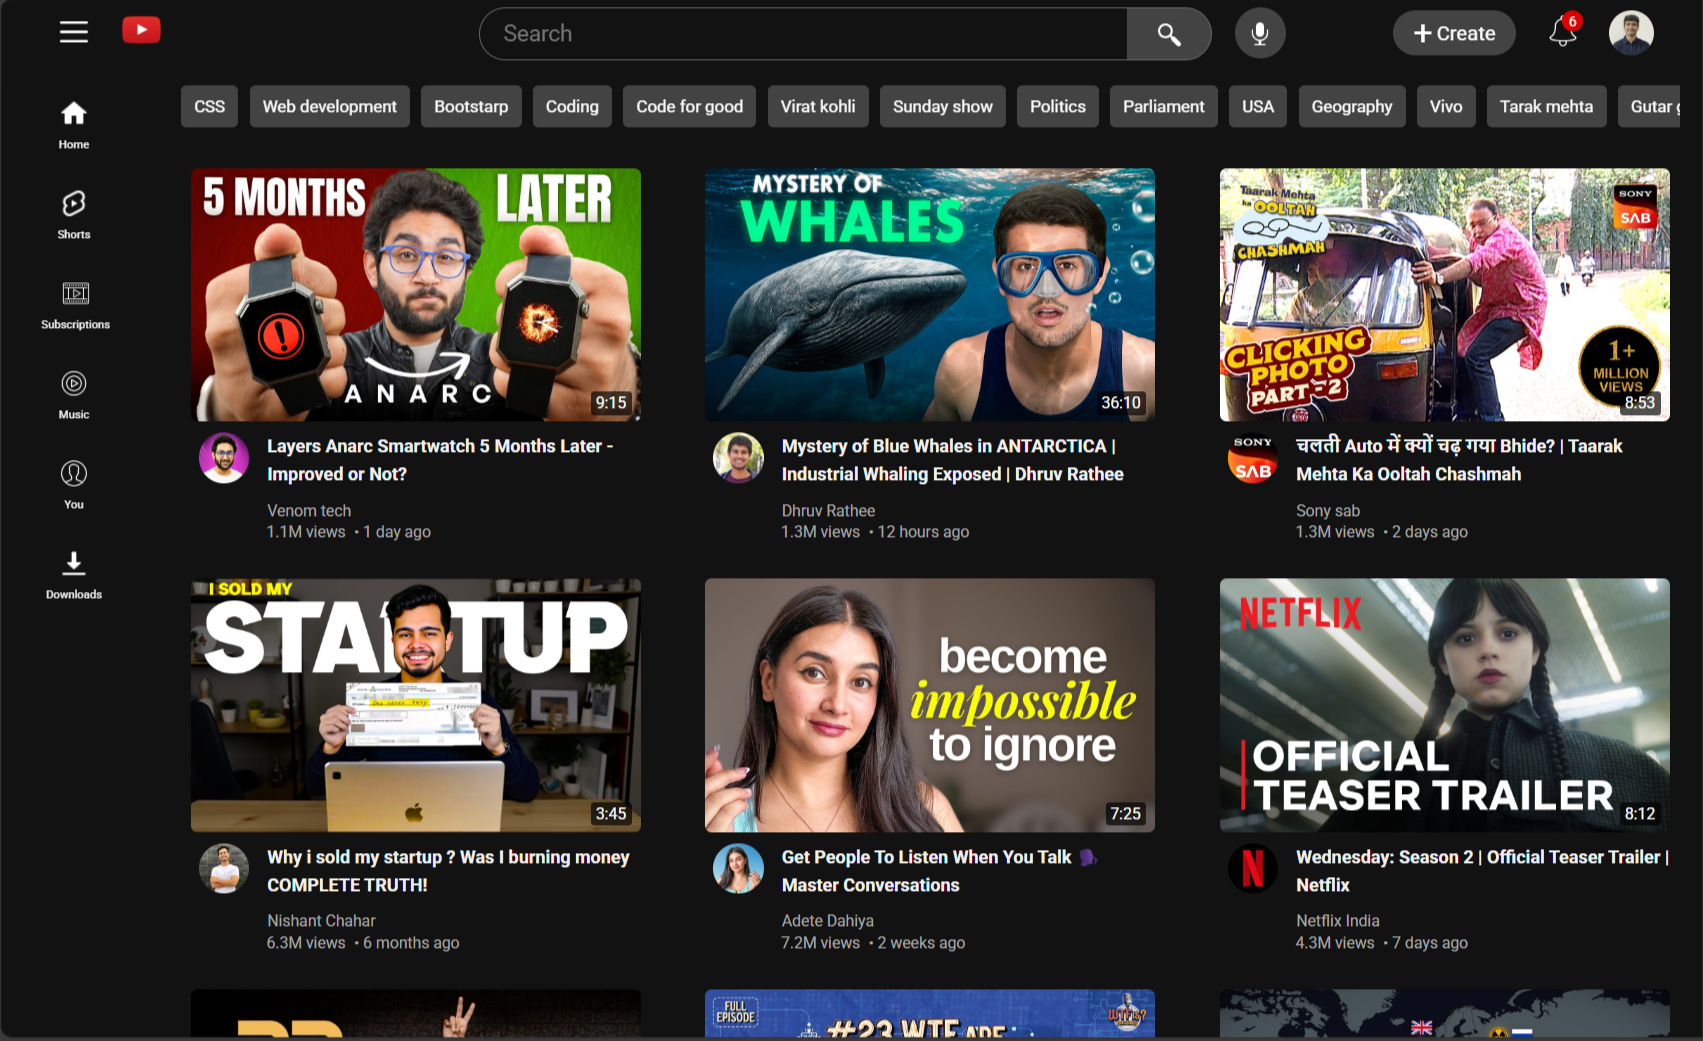 Search
Create
6
Home
Shorts
Subscriptions
Music
You
Downloads
CSS
Web development
Bootstarp
Coding
Code for good
Virat kohli
Sunday show
Politics
Parliament
USA
Geography
Vivo
Tarak mehta
Gutar g
5 MONTHS LATER
ANARC
9:15
Layers Anarc Smartwatch 5 Months Later -
Improved or Not?
Venom tech
1.1M views • 1 day ago
MYSTERY OF
WHALES
36:10
Mystery of Blue Whales in ANTARCTICA |
Industrial Whaling Exposed | Dhruv Rathee
Dhruv Rathee
1.3M views • 12 hours ago
Taarak Mehta
Ka OOLTAH
CHASHMAH
SONY
SAB
CLICKING
PHOTO
PART-2
1+
MILLION
VIEWS
8:53
SONY
SAB
चलती Auto में क्यों चढ़ गया Bhide? | Taarak
Mehta Ka Ooltah Chashmah
Sony sab
1.3M views • 2 days ago
I SOLD MY
STARTUP
3:45
Why i sold my startup ? Was I burning money
COMPLETE TRUTH!
Nishant Chahar
6.3M views • 6 months ago
become
impossible
to ignore
7:25
Get People To Listen When You Talk 🗣
Master Conversations
Adete Dahiya
7.2M views • 2 weeks ago
NETFLIX
OFFICIAL
TEASER TRAILER
8:12
N
Wednesday: Season 2 | Official Teaser Trailer |
Netflix
Netflix India
4.3M views • 7 days ago
FULL
EPISODE
#23 WTF ARE
WTFis?